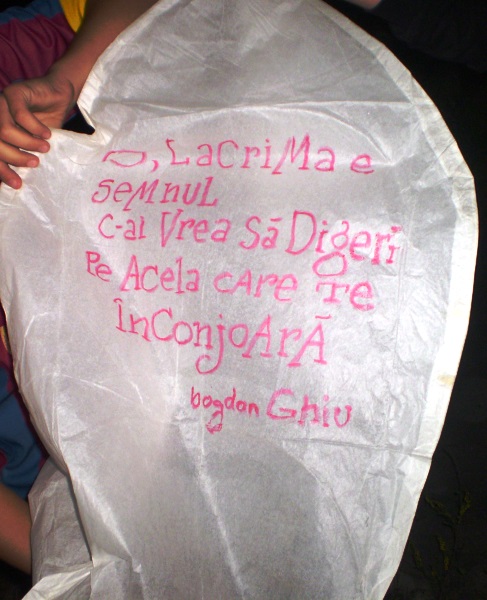 O, LaCriMa e
seMnuL
c-ai Vrea Să Digeri
Pe Acela cARe Te
înConjoArĂ
bogdan Ghiu